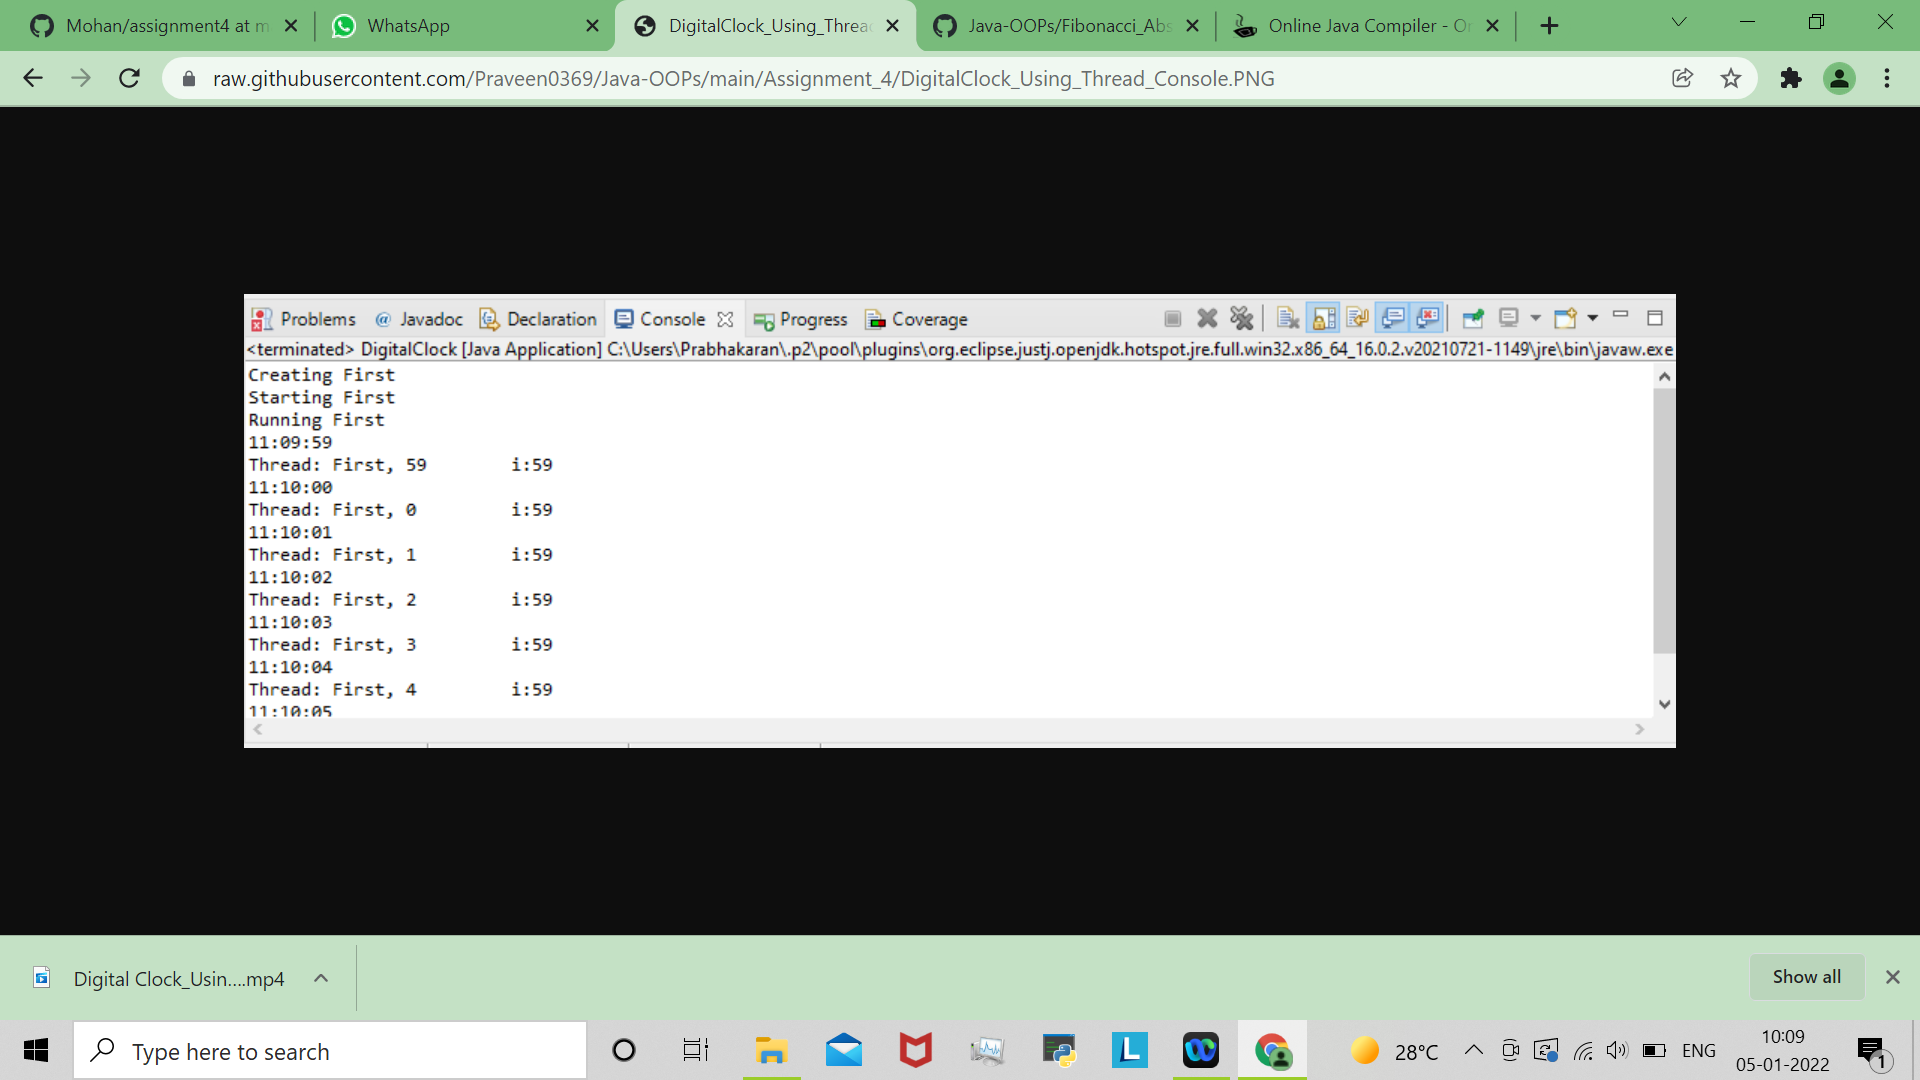 Mohan/assignment4 at m
WhatsApp
DigitalClock_Using_Threa
Java-OOPs/Fibonacci_Abs
Online Java Compiler - O
raw.githubusercontent.com/Praveen0369/Java-OOPs/main/Assignment_4/DigitalClock_Using_Thread_Console.PNG
Problems @ Javadoc Declaration Console Progress Coverage
<terminated> DigitalClock [Java Application] C:\Users\Prabhakaran\.p2\pool\plugins\org.eclipse.justj.openjdk.hotspot.jre.full.win32.x86_64_16.0.2.v20210721-1149\jre\bin\javaw.exe
Creating First
Starting First
Running First
11:09:59
Thread: First, 59 i:59
11:10:00
Thread: First, 0 i:59
11:10:01
Thread: First, 1 i:59
11:10:02
Thread: First, 2 i:59
11:10:03
Thread: First, 3 i:59
11:10:04
Thread: First, 4 i:59
11:10:05
Digital Clock_Usin....mp4
Show all
Type here to search
L
28°C
ENG
10:09
05-01-2022
1